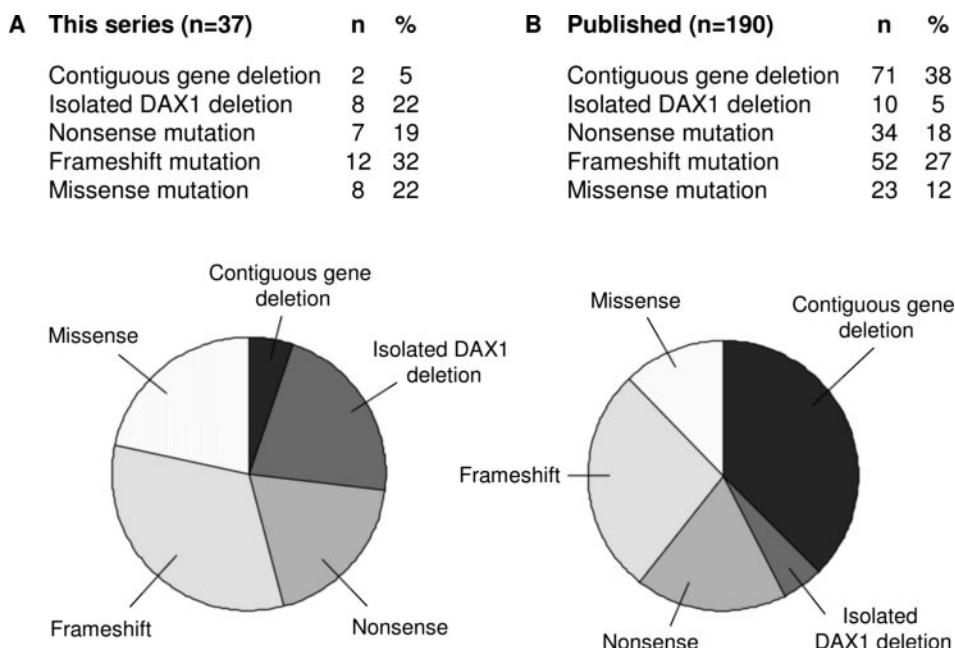 A This series (n=37) n %
Contiguous gene deletion 2 5
Isolated DAX1 deletion 8 22
Nonsense mutation 7 19
Frameshift mutation 12 32
Missense mutation 8 22
B Published (n=190) n %
Contiguous gene deletion 71 38
Isolated DAX1 deletion 10 5
Nonsense mutation 34 18
Frameshift mutation 52 27
Missense mutation 23 12
Contiguous gene
deletion
Missense
Isolated DAX1
deletion
Frameshift
Nonsense
Missense
Contiguous gene
deletion
Frameshift
Nonsense
Isolated
DAX1 deletion